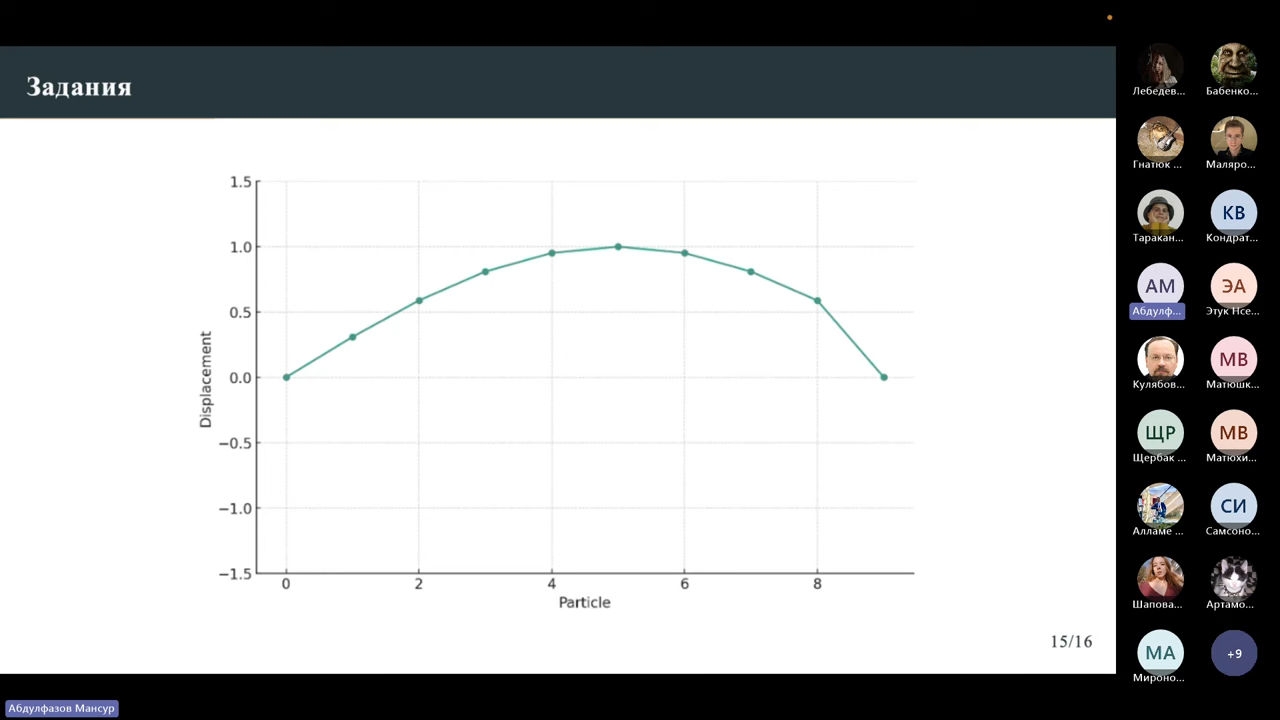 Задания
1.5
1.0
0.5
0.0
−0.5
−1.0
−1.5
Displacement
0 2 4 6 8
Particle
15/16
Лебедев... Бабенко...
Гнатюк ... Маляро...
КВ
Таракан... Кондрат...
АМ ЭА
Абдулф... Этук Нсе...
МВ
Кулябов... Матюшк...
ЩР МВ
Щербак ... Матюхи...
СИ
Алламе ... Самсоно...
Шапова... Артамо...
МА +9
Мироно...
Абдулфазов Мансур